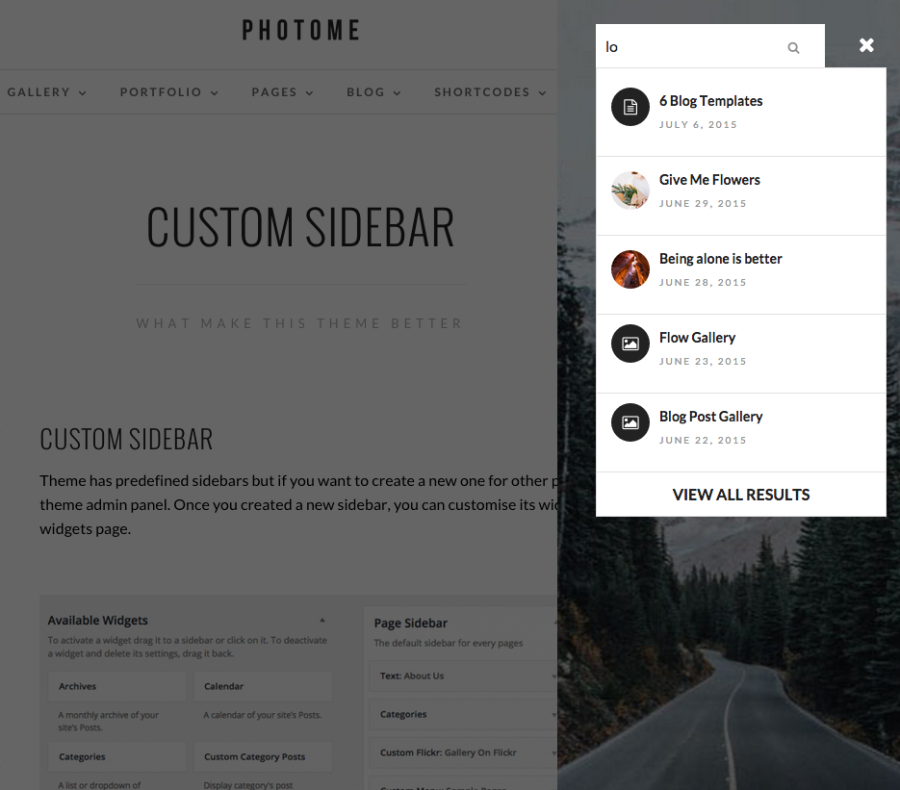 PHOTOME
GALLERY PORTFOLIO PAGES BLOG SHORTCODES
CUSTOM SIDEBAR
WHAT MAKE THIS THEME BETTER
CUSTOM SIDEBAR
Theme has predefined sidebars but if you want to create a new one for other
theme admin panel. Once you created a new sidebar, you can customise its
widgets page.
Available Widgets
To activate a widget drag it to a sidebar or click on it. To deactivate
a widget and delete its settings, drag it back.
Archives
Calendar
A monthly archive of your
site's Posts.
A calendar of your site's Posts.
Categories
Custom Category Posts
A list or dropdown of
Display category's post
Page Sidebar
The default sidebar for every pages
Text: About Us
Categories
Custom Flickr: Gallery On Flickr
lo
6 Blog Templates
JULY 6, 2015
Give Me Flowers
JUNE 29, 2015
Being alone is better
JUNE 28, 2015
Flow Gallery
JUNE 23, 2015
Blog Post Gallery
JUNE 22, 2015
VIEW ALL RESULTS